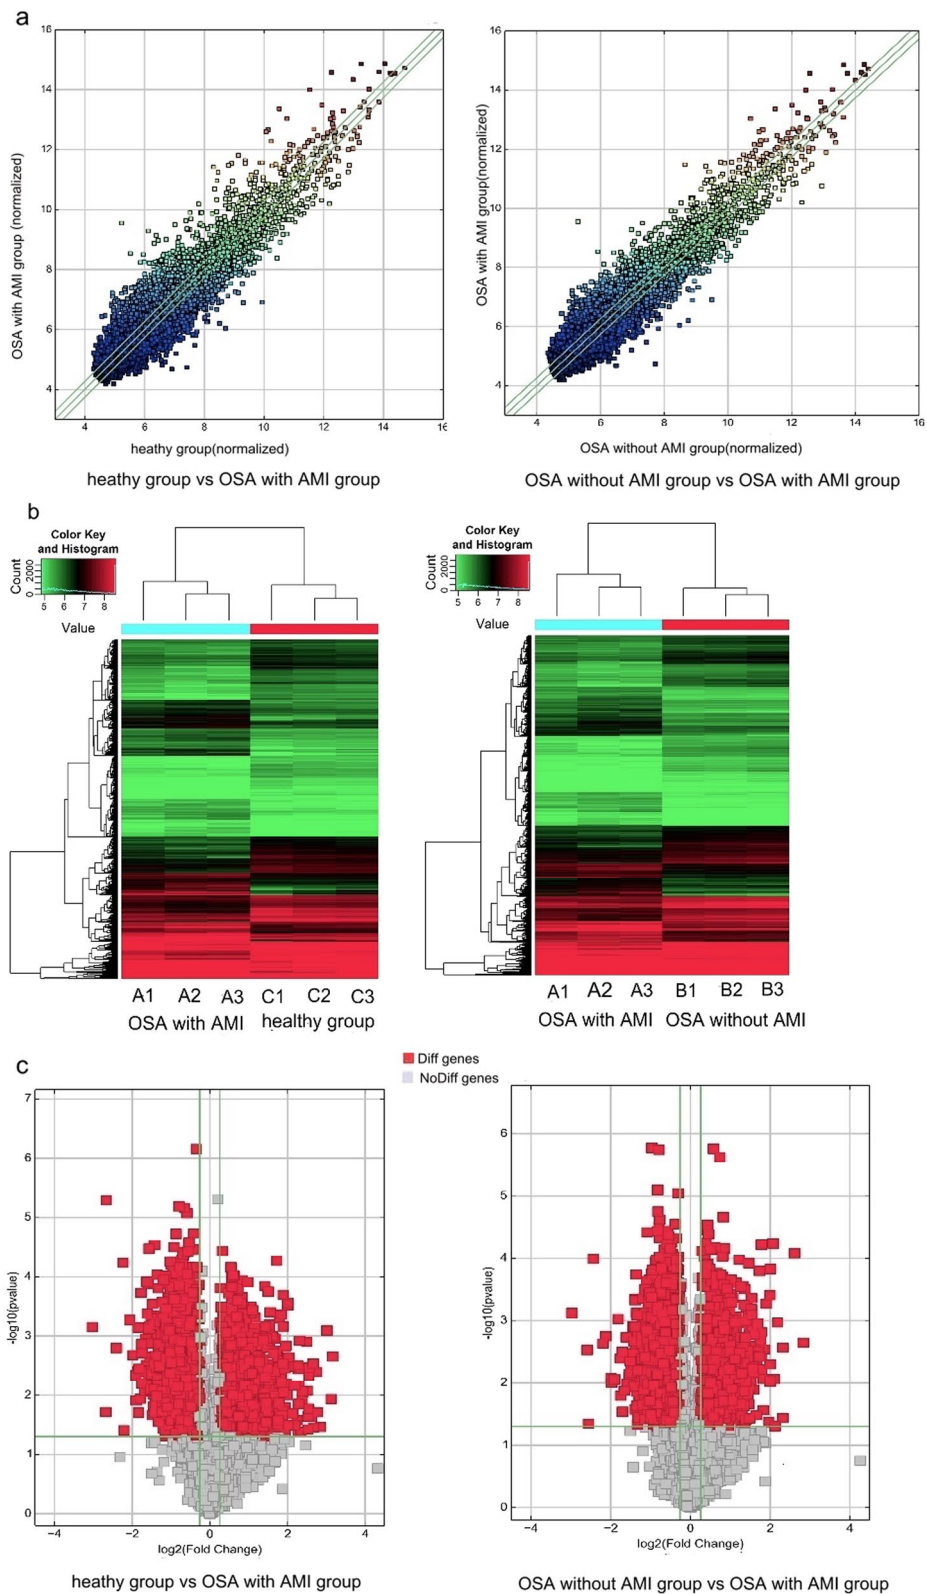 a
16
14
12
10
8
6
4
OSA with AMI group (normalized)
4 6 8 10 12 14 16
heathy group(normalized)
heathy group vs OSA with AMI group
16
14
12
10
8
6
4
OSA with AMI group(normalized)
4 6 8 10 12 14 16
OSA without AMI group(normalized)
OSA without AMI group vs OSA with AMI group
b
Color Key
and Histogram
Count
0 2000
5 6 7 8
Value
A1 A2 A3 C1 C2 C3
OSA with AMI healthy group
Color Key
and Histogram
Count
0 2000
5 6 7 8
Value
A1 A2 A3 B1 B2 B3
OSA with AMI OSA without AMI
c
Diff genes
NoDiff genes
7
6
5
4
3
2
1
0
-log10(pvalue)
−4 −2 0 2 4
log2(Fold Change)
heathy group vs OSA with AMI group
6
5
4
3
2
1
0
-log10(pvalue)
−4 −2 0 2 4
log2(Fold Change)
OSA without AMI group vs OSA with AMI group